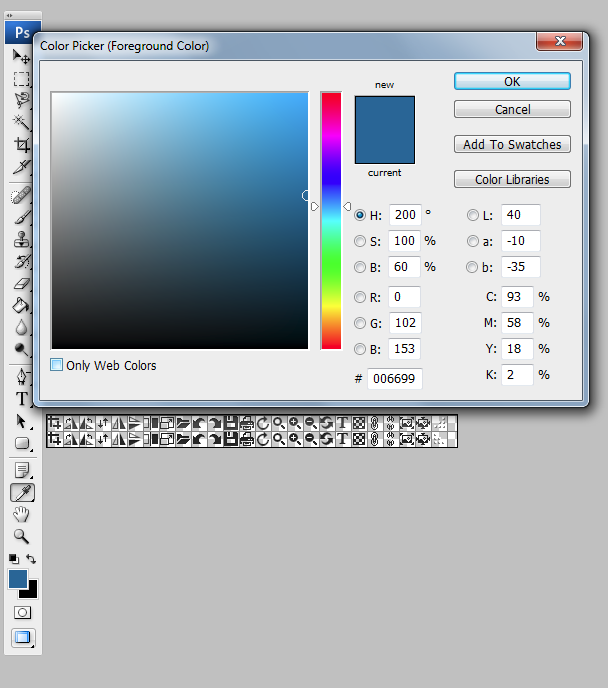 Ps
Color Picker (Foreground Color)
new
current
OK
Cancel
Add To Swatches
Color Libraries
H: 200 °
S: 100 %
B: 60 %
R: 0
G: 102
B: 153
# 006699
L: 40
a: -10
b: -35
C: 93 %
M: 58 %
Y: 18 %
K: 2 %
Only Web Colors
T
T
T